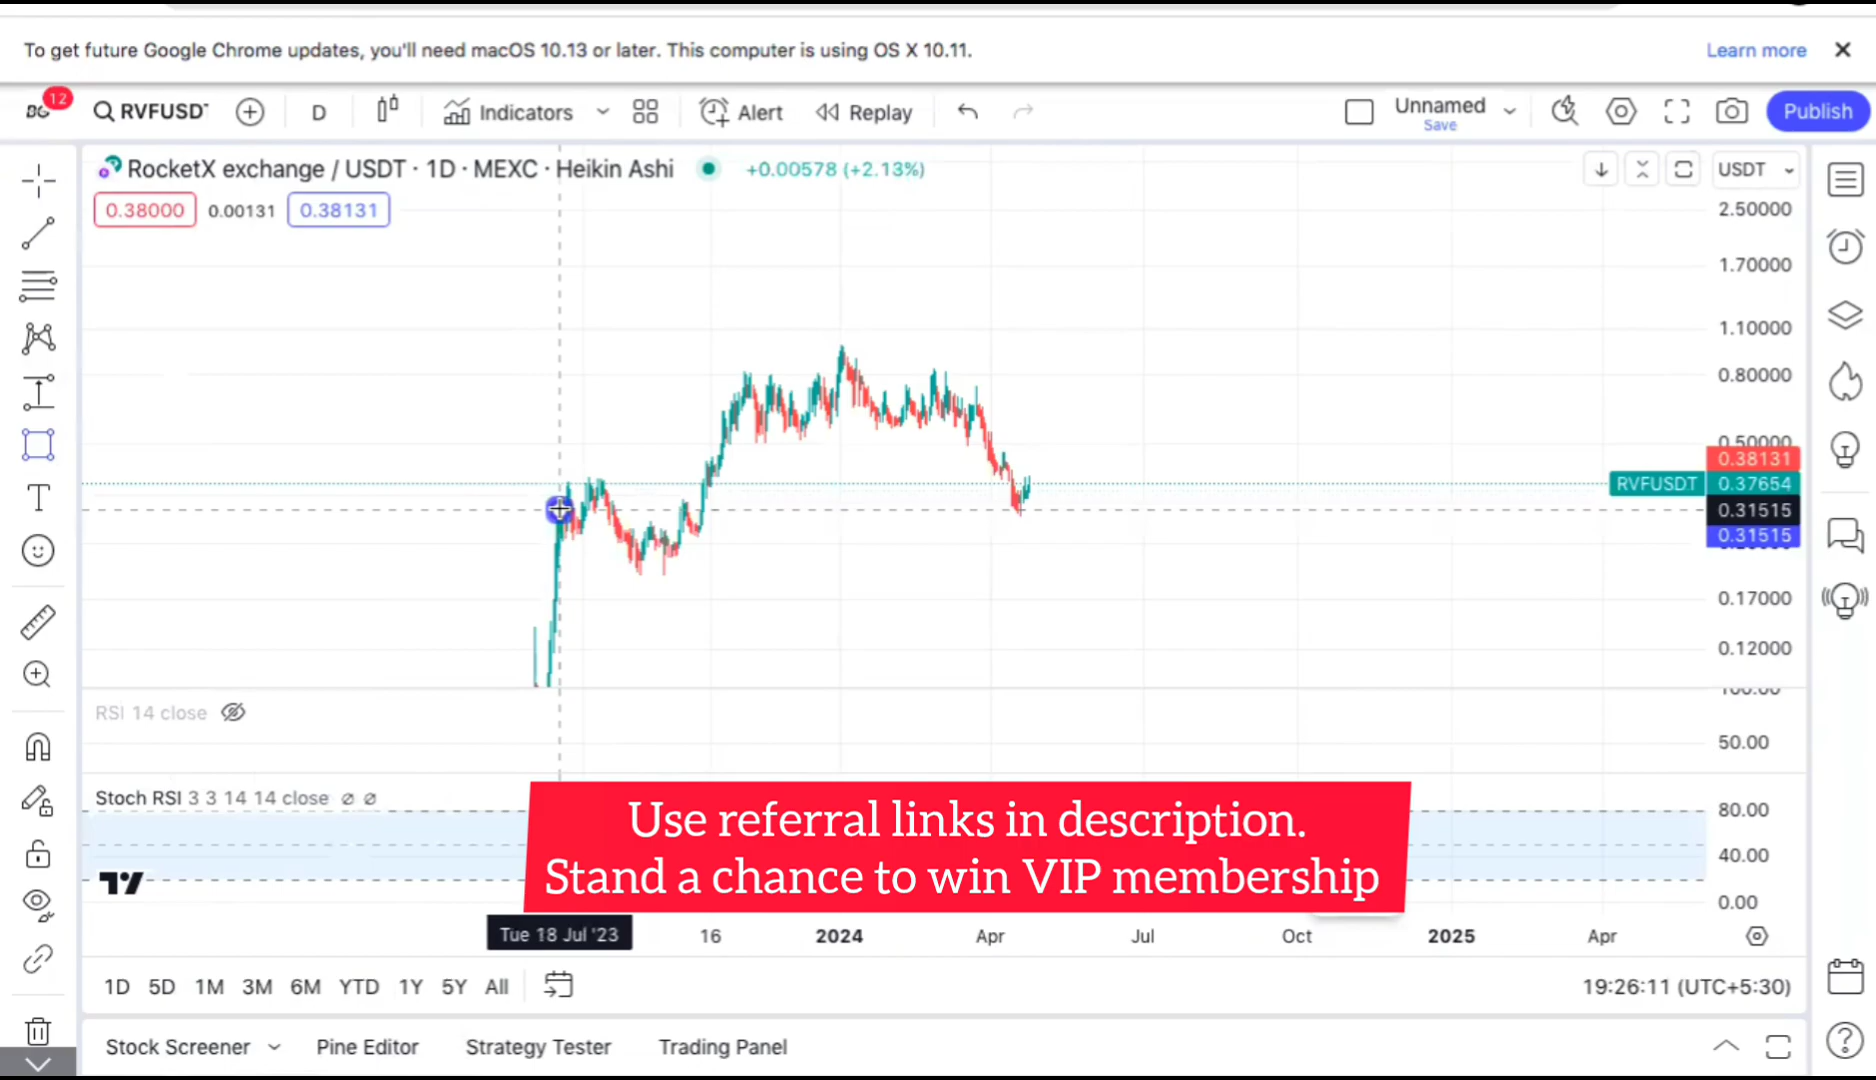 To get future Google Chrome updates, you'll need macOS 10.13 or later. This computer is using OS X 10.11.
Learn more
12
RVFUSD
D
Indicators
Alert
Replay
Unnamed
Save
Publish
RocketX exchange / USDT · 1D · MEXC · Heikin Ashi
+0.00578 (+2.13%)
USDT
0.38000
0.00131
0.38131
2.50000
1.70000
1.10000
0.80000
0.50000
0.38131
RVFUSDT
0.37654
0.31515
0.31515
0.17000
0.12000
RSI 14 close
100.00
50.00
Stoch RSI 3 3 14 14 close
80.00
40.00
0.00
Use referral links in description.
Stand a chance to win VIP membership
Tue 18 Jul '23
16
2024
Apr
Jul
Oct
2025
Apr
1D
5D
1M
3M
6M
YTD
1Y
5Y
All
19:26:11 (UTC+5:30)
Stock Screener
Pine Editor
Strategy Tester
Trading Panel